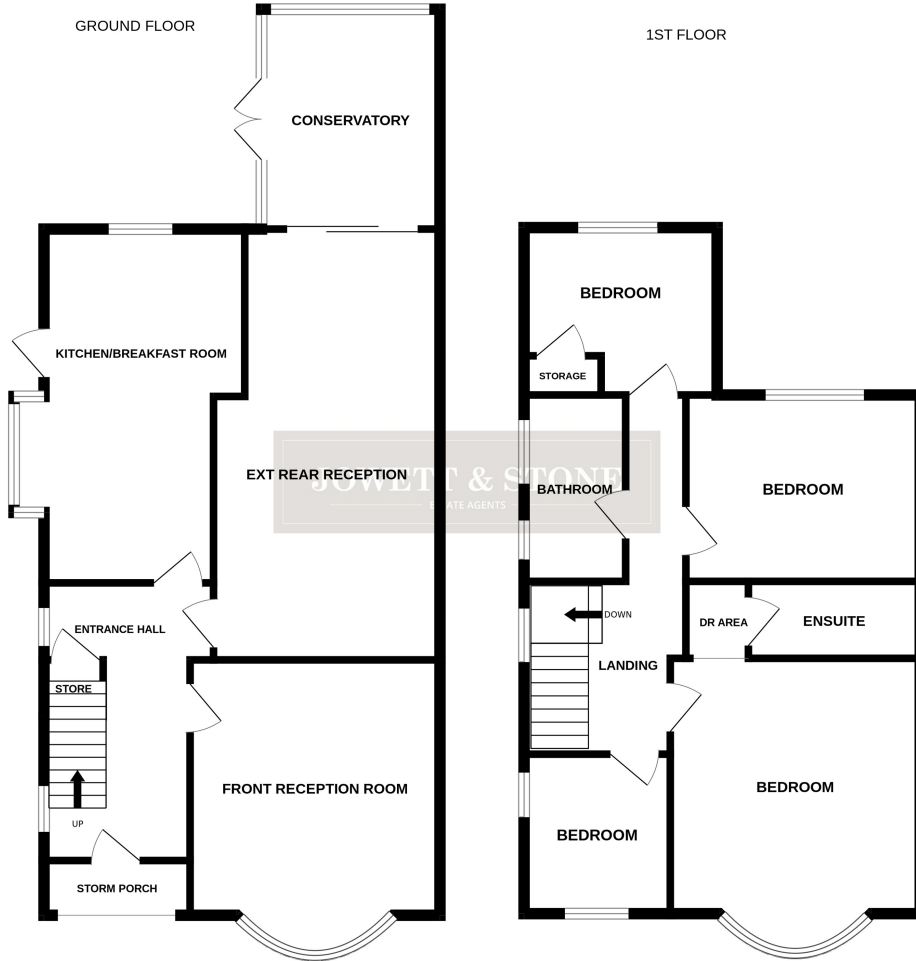 GROUND FLOOR
CONSERVATORY
KITCHEN/BREAKFAST ROOM
EXT REAR RECEPTION
ENTRANCE HALL
STORE
FRONT RECEPTION ROOM
UP
STORM PORCH
1ST FLOOR
BEDROOM
STORAGE
BATHROOM
BEDROOM
DOWN
DR AREA
ENSUITE
LANDING
BEDROOM
BEDROOM
JOWETT & STONE
ESTATE AGENTS